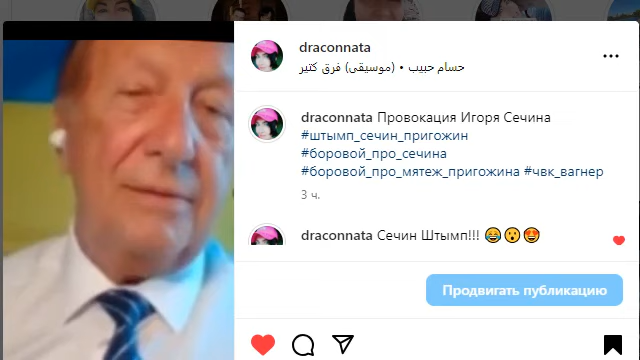 draconnata
حسام حبيب • (موسيقى) فرق كتير
draconnata Провокация Игоря Сечина
#штымп_сечин_пригожин
#боровой_про_сечина
#боровой_про_мятеж_пригожина #чвк_вагнер
3 ч.
draconnata Сечин Штымп!!! 😂😮😍
Продвигать публикацию